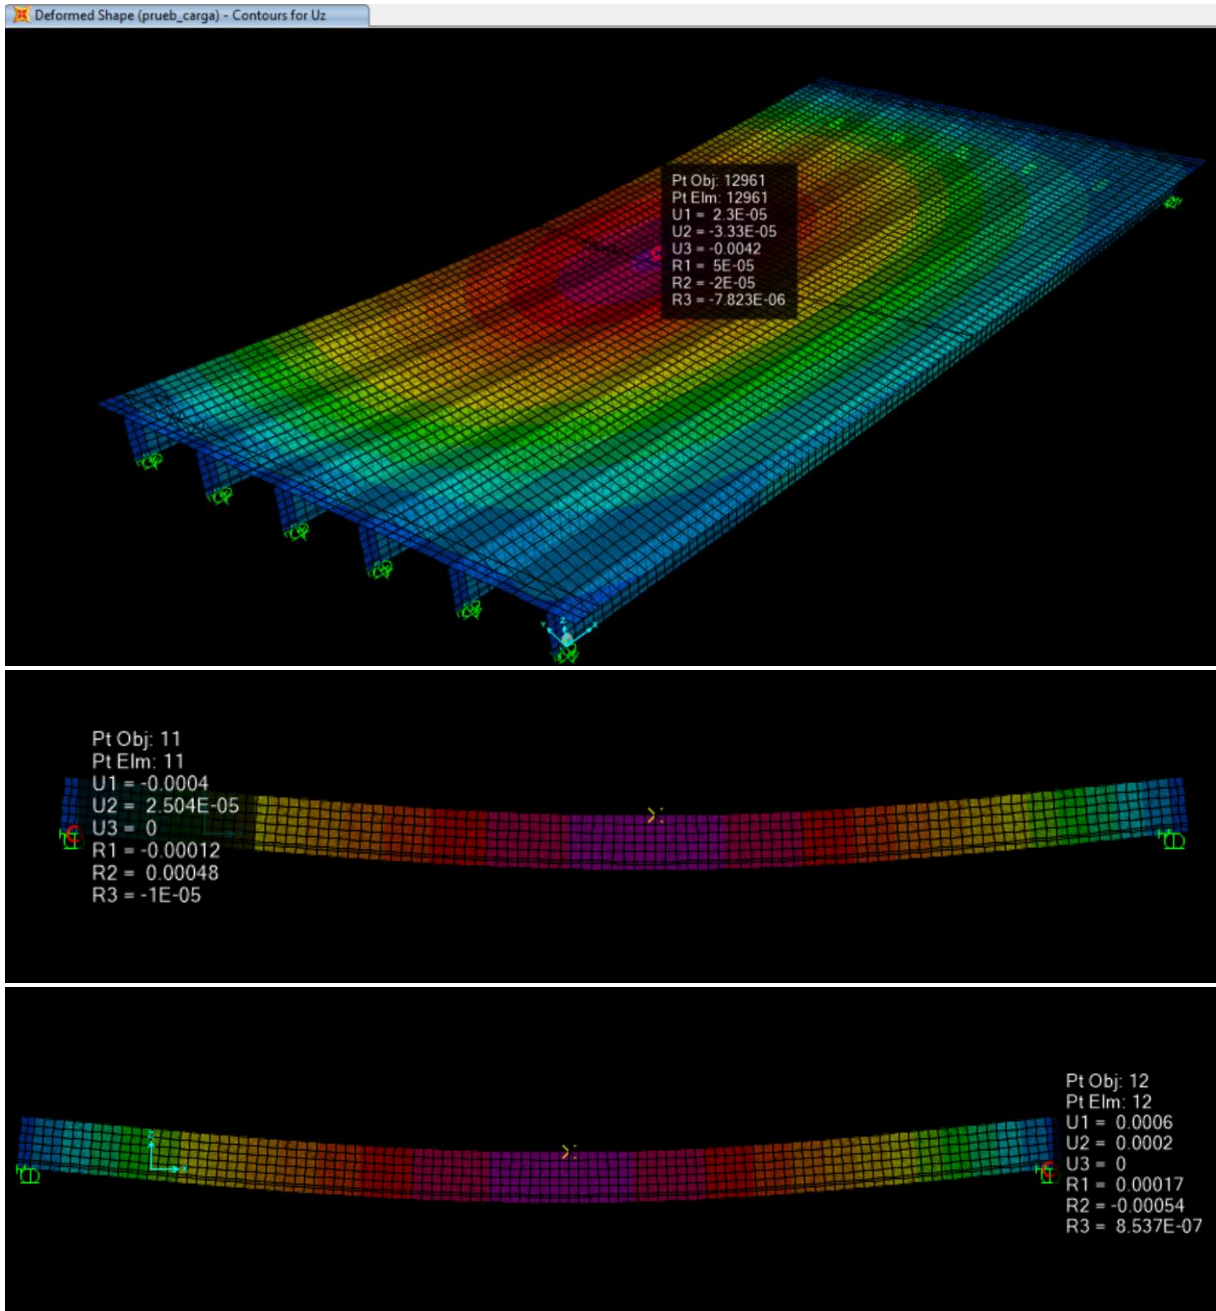 Deformed Shape (prueb_carga) - Contours for Uz
Pt Obj: 12961
Pt Elm: 12961
U1 = 2.3E-05
U2 = -3.33E-05
U3 = -0.0042
R1 = 5E-05
R2 = -2E-05
R3 = -7.823E-06
Pt Obj: 11
Pt Elm: 11
U1 = -0.0004
U2 = 2.504E-05
U3 = 0
R1 = -0.00012
R2 = 0.00048
R3 = -1E-05
Pt Obj: 12
Pt Elm: 12
U1 = 0.0006
U2 = 0.0002
U3 = 0
R1 = 0.00017
R2 = -0.00054
R3 = 8.537E-07